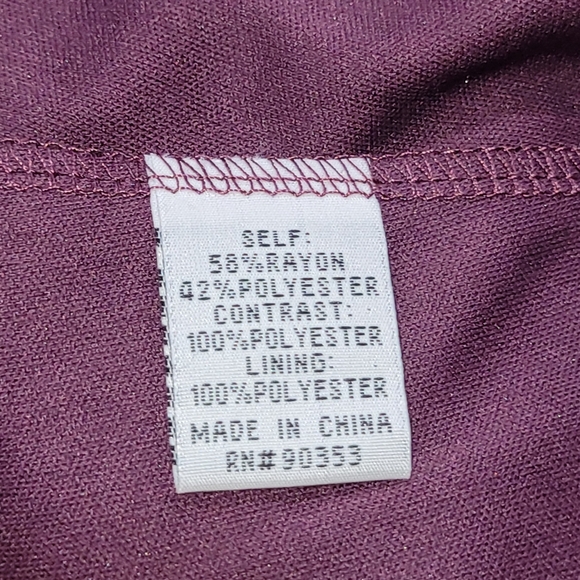 SELF:
58%RAYON
42%POLYESTER
CONTRAST:
100%POLYESTER
LINING:
100%POLYESTER
MADE IN CHINA
RN#90353